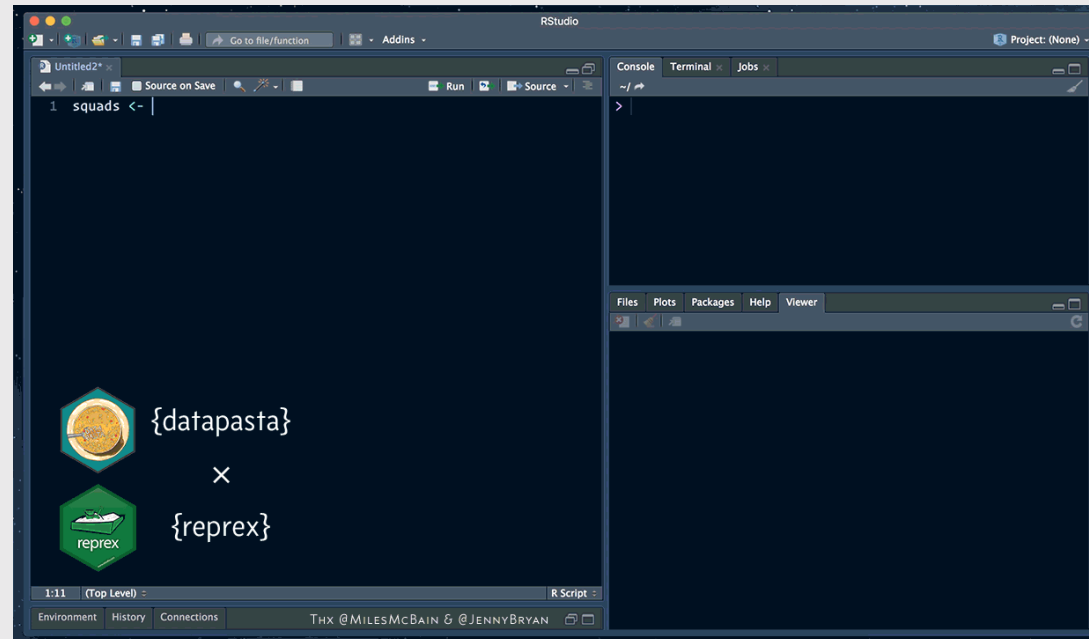 RStudio
Go to file/function
Addins
Project: (None)
Untitled2*
Source on Save
Run
Source
1 squads <-
{datapasta}
×
{reprex}
reprex
1:11 (Top Level)
R Script
Environment History Connections
Thx @MilesMcBain & @JennyBryan
Console Terminal Jobs
~/
>
Files Plots Packages Help Viewer